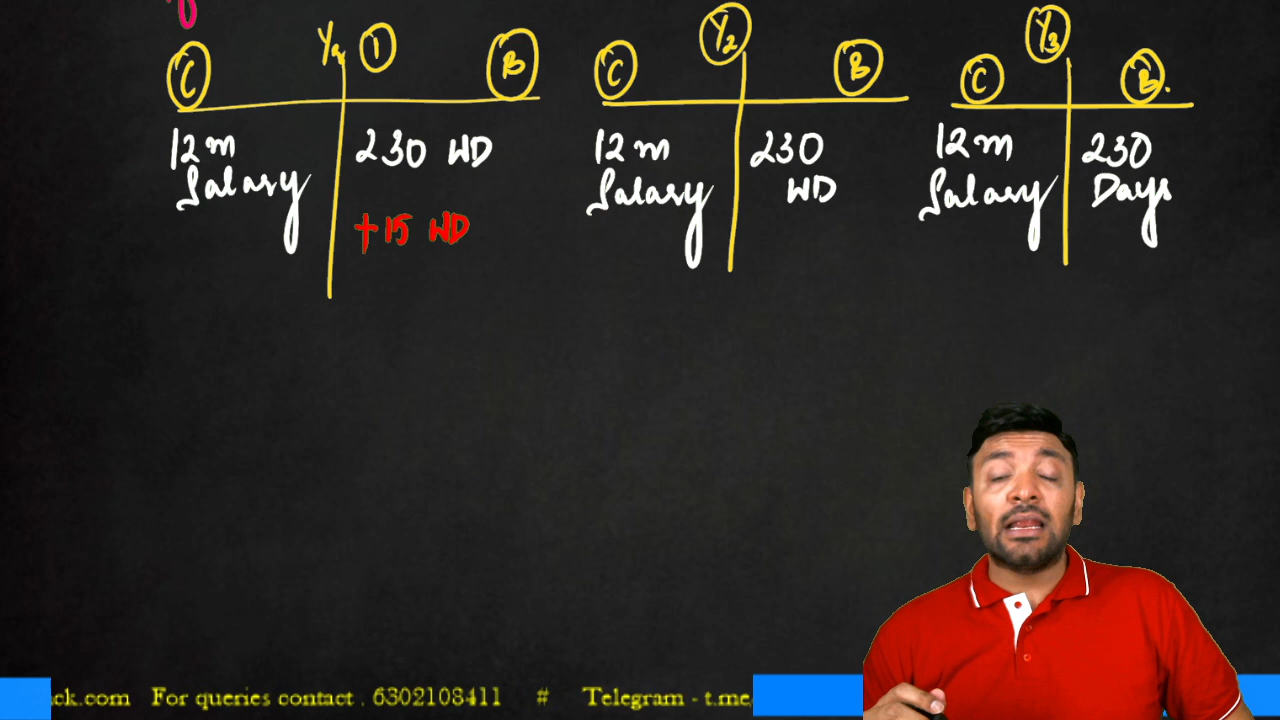 C Yr 1 B
12m Salary
230 WD
+15 WD
C Y2 B
12m Salary
230 WD
C Y3 B.
12m Salary
230 Days
ck.com For queries contact . 6302108411 # Telegram - t.me